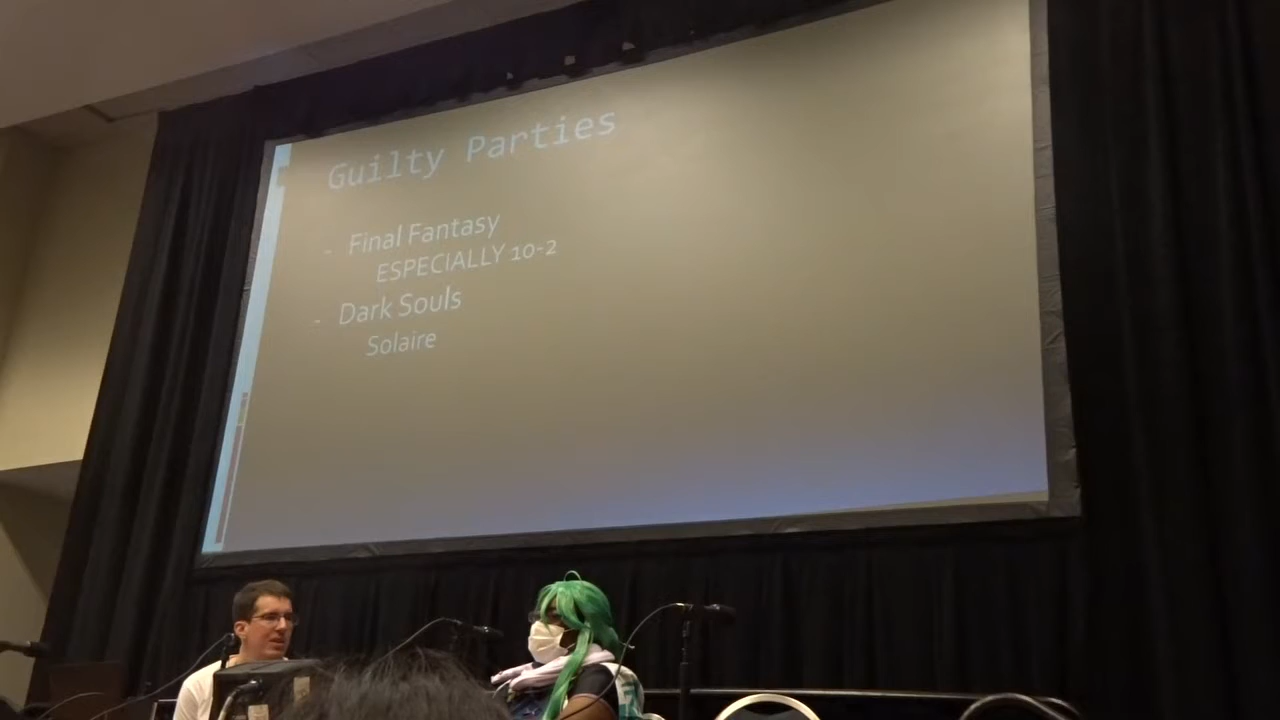 Guilty Parties
- Final Fantasy
ESPECIALLY 10-2
- Dark Souls
Solaire